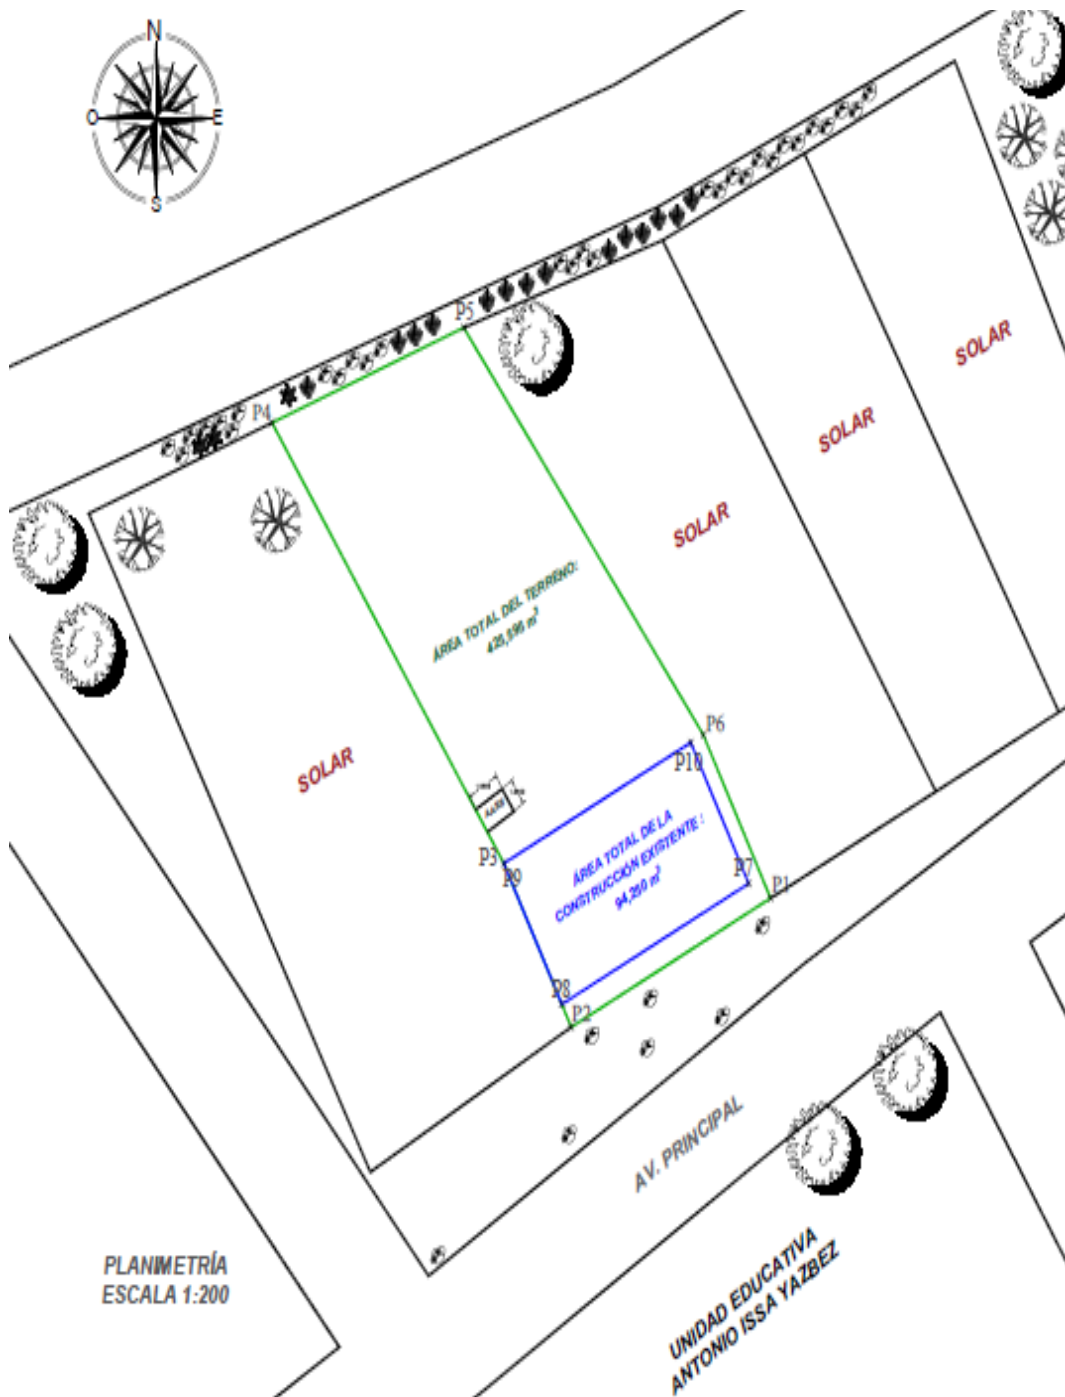 N
O
E
S
P5
P4
SOLAR
SOLAR
SOLAR
ÁREA TOTAL DEL TERRENO:
P6
P10
SOLAR
P3
P9
ÁREA TOTAL DE LA
CONSTRUCCIÓN EXISTENTE :
94,250 m²
P7
P1
P8
P2
AV. PRINCIPAL
PLANIMETRÍA
ESCALA 1:200
UNIDAD EDUCATIVA
ANTONIO ISSA YAZBEZ